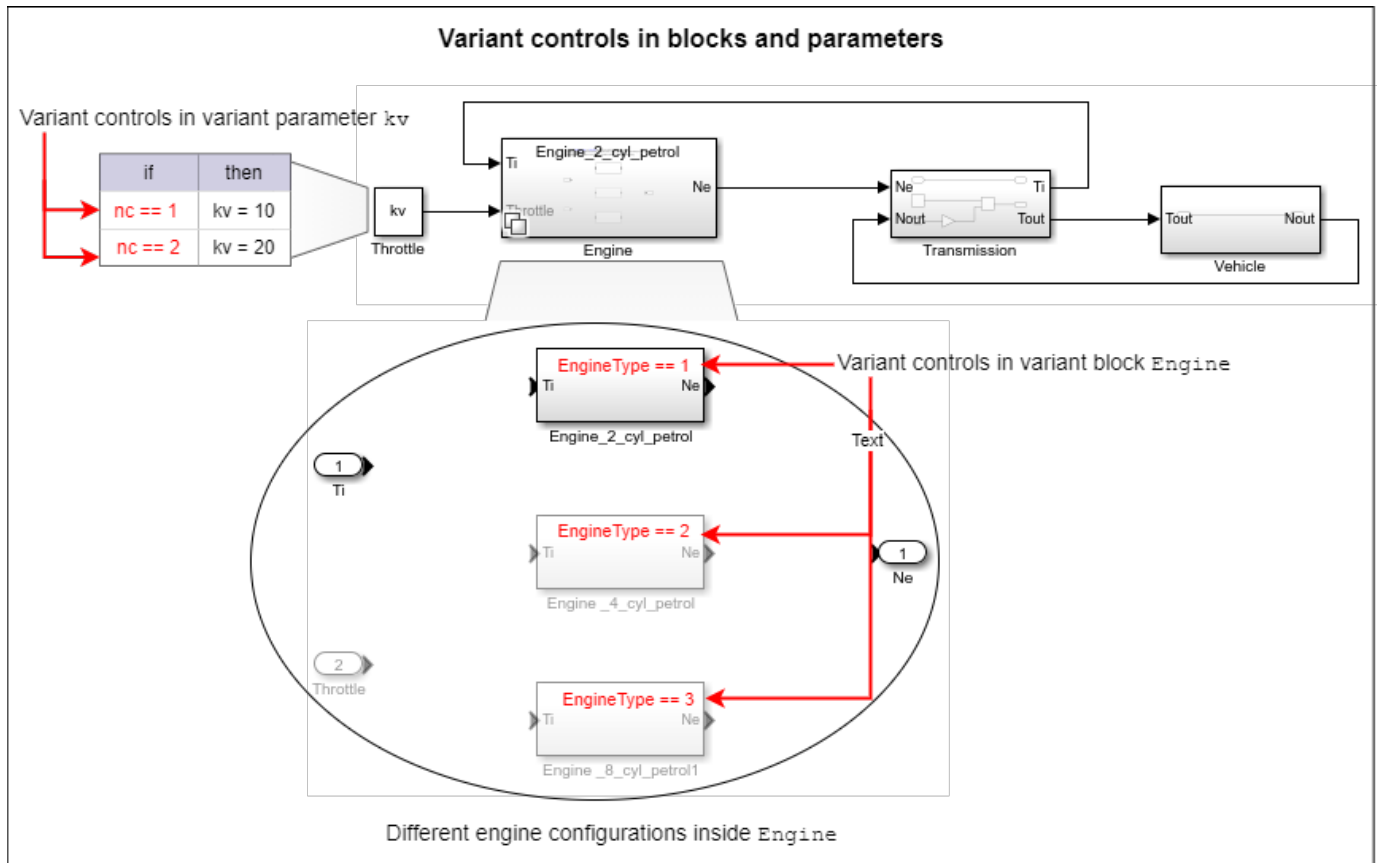 Variant controls in blocks and parameters
Variant controls in variant parameter kv
if then
nc == 1 kv = 10
nc == 2 kv = 20
kv
Throttle
Engine_2_cyl_petrol
Ti
Ne
Throttle
Engine
Ne Ti
Nout Tout
Transmission
Tout Nout
Vehicle
EngineType == 1
Ti Ne
Engine_2_cyl_petrol
Variant controls in variant block Engine
Text
1
Ti
EngineType == 2
Ti Ne
Engine _4_cyl_petrol
1
Ne
2
Throttle
EngineType == 3
Ti Ne
Engine _8_cyl_petrol1
Different engine configurations inside Engine